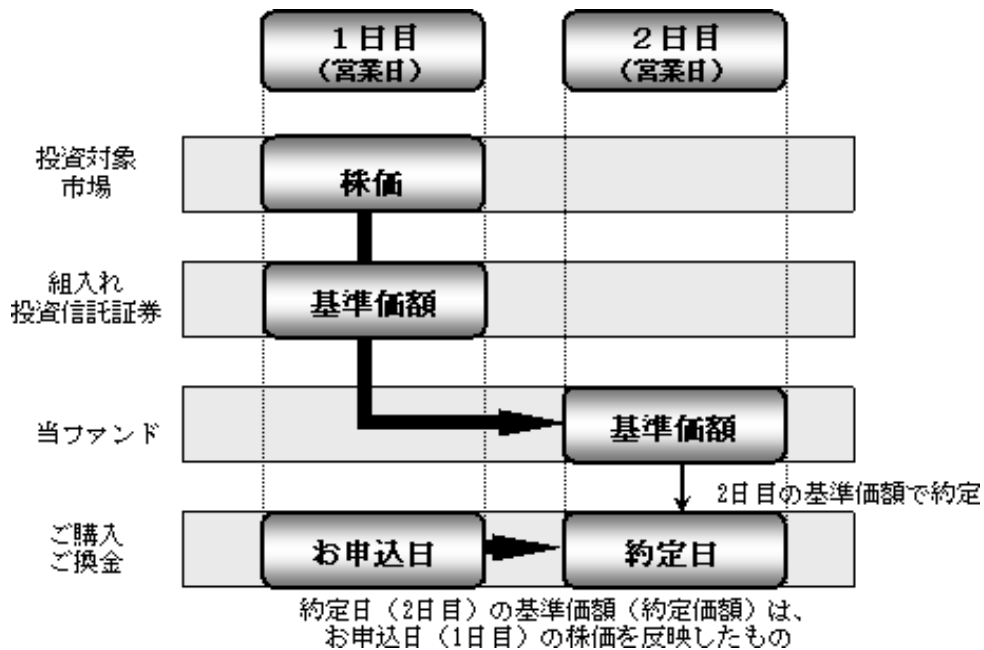 １日目
（営業日）
２日目
（営業日）
投資対象
市場
株価
組入れ
投資信託証券
基準価額
当ファンド
基準価額
2日目の基準価額で約定
ご購入
ご換金
お申込日
約定日
約定日（2日目）の基準価額（約定価額）は、
お申込日（1日目）の株価を反映したもの